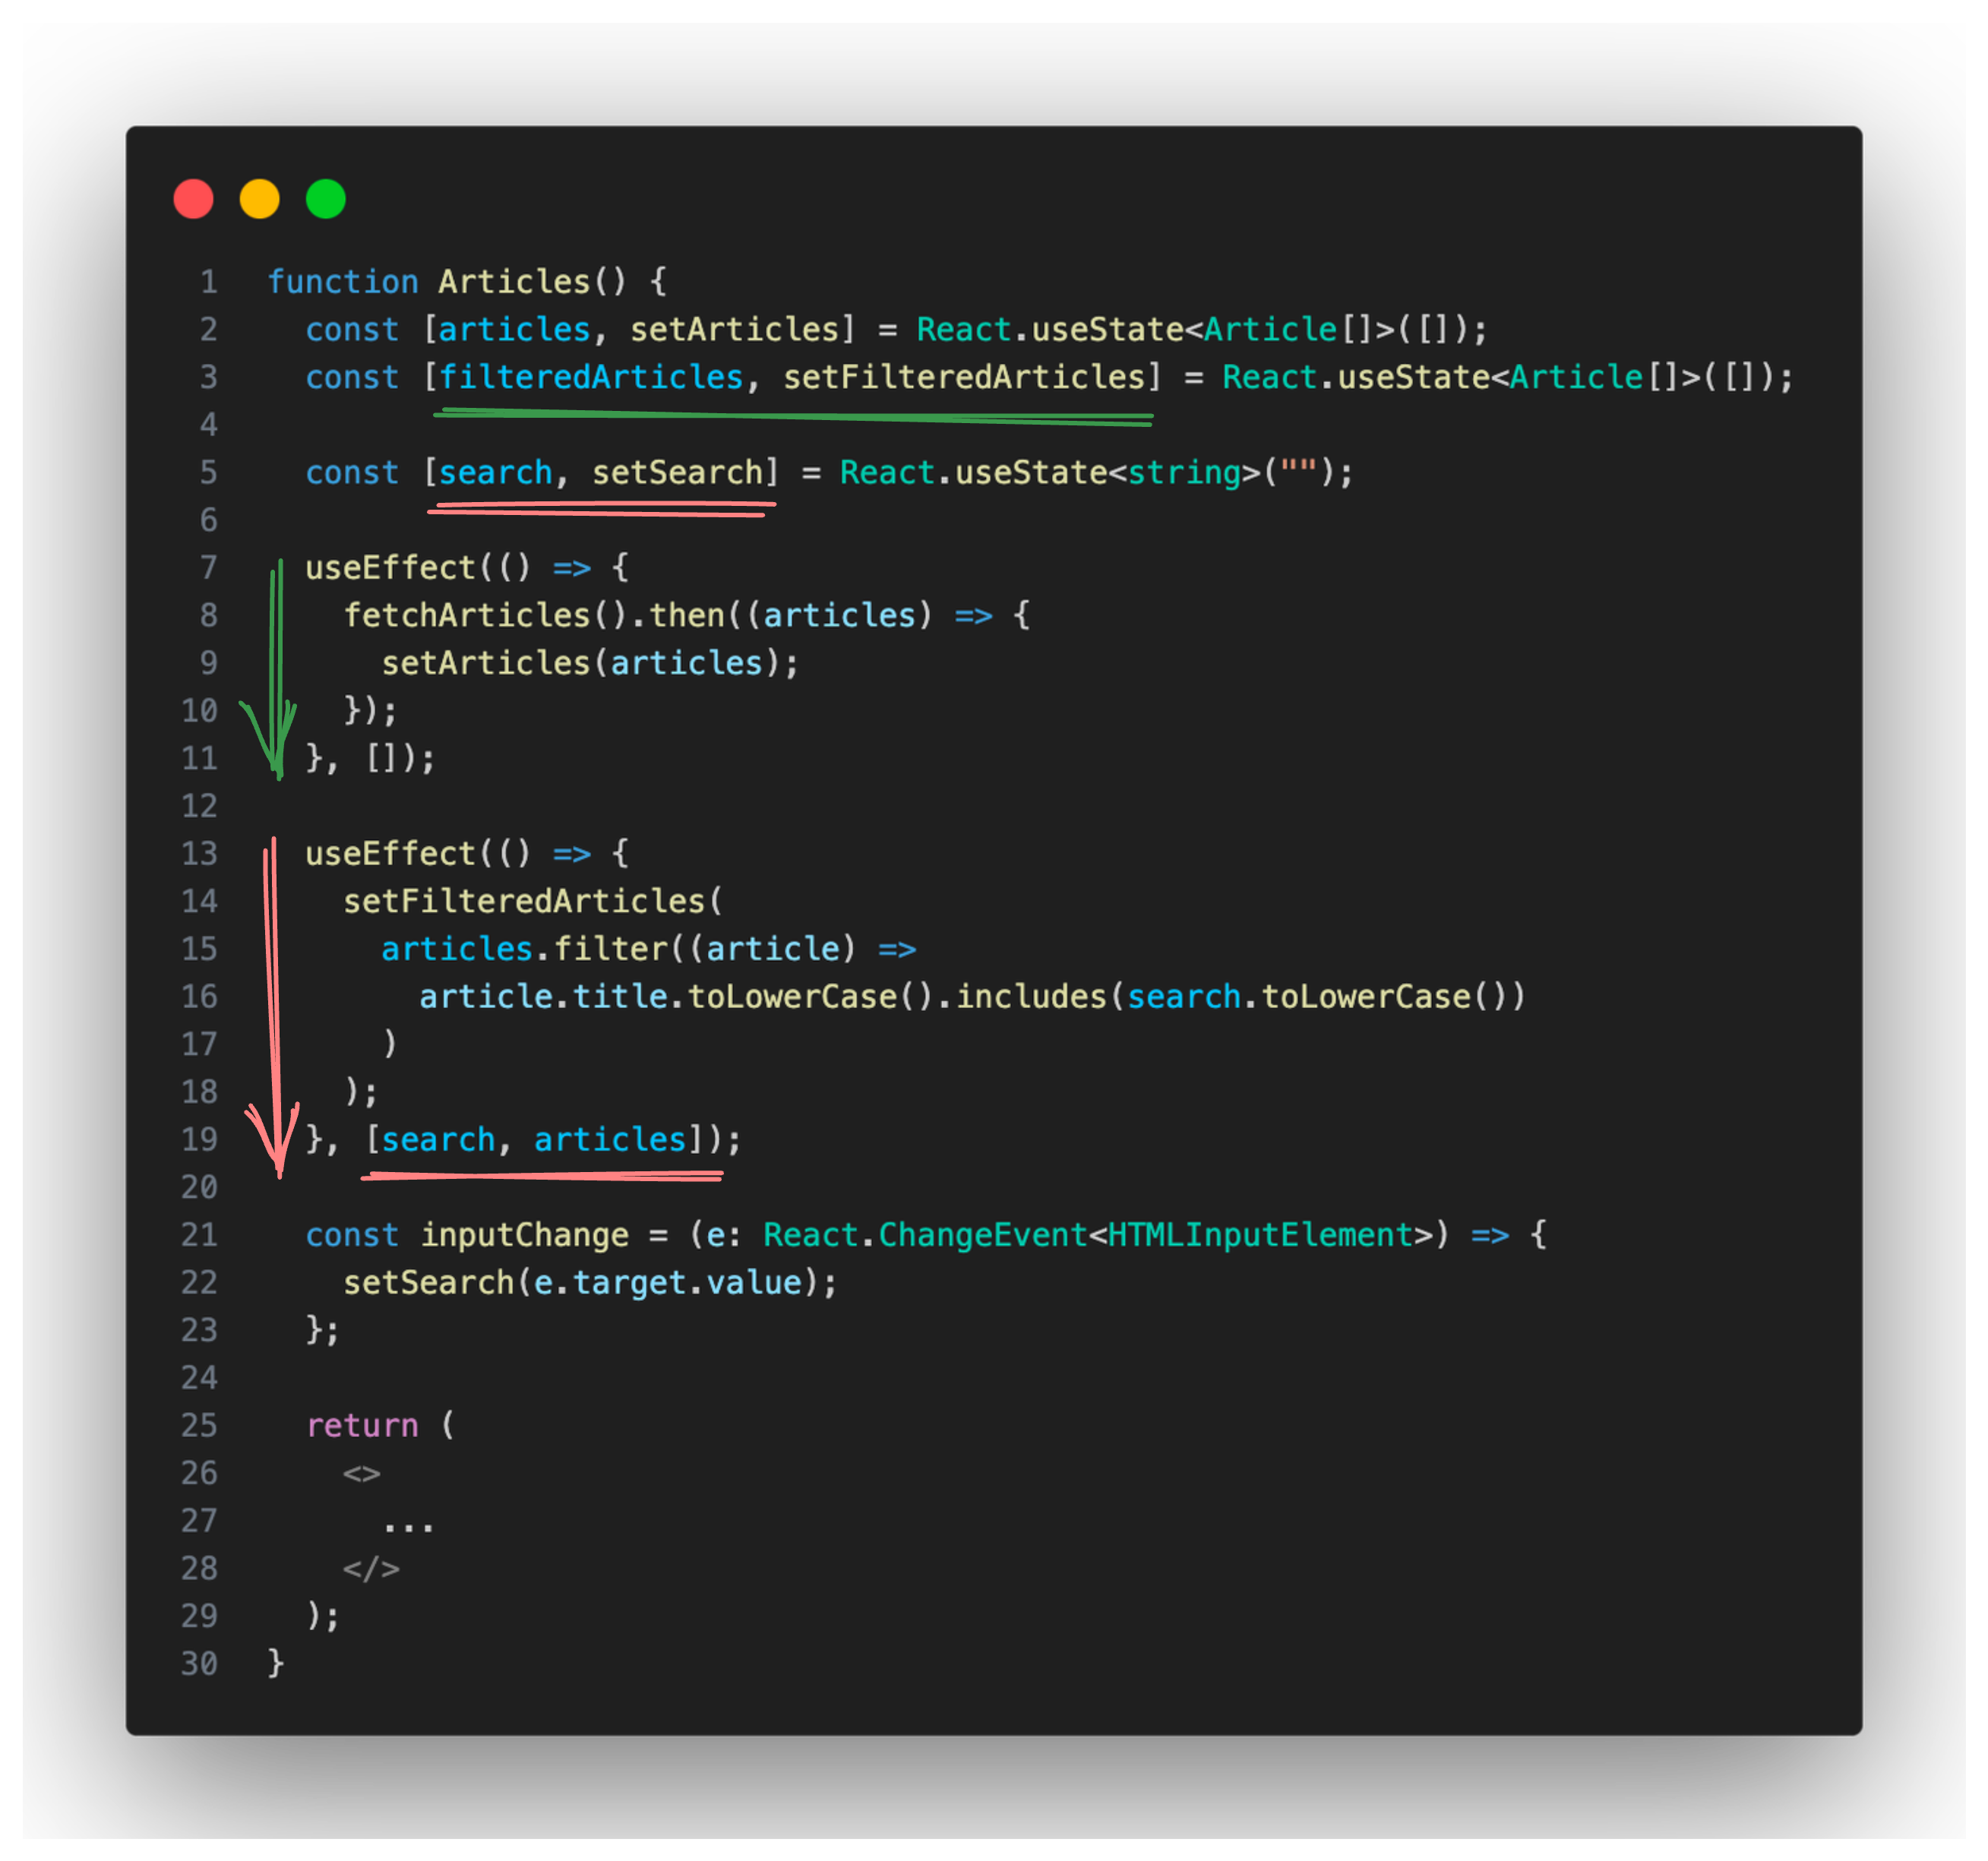 1 function Articles() {
2 const [articles, setArticles] = React.useState<Article[]>([]);
3 const [filteredArticles, setFilteredArticles] = React.useState<Article[]>([]);
4
5 const [search, setSearch] = React.useState<string>("");
6
7 useEffect(() => {
8 fetchArticles().then((articles) => {
9 setArticles(articles);
10 });
11 }, []);
12
13 useEffect(() => {
14 setFilteredArticles(
15 articles.filter((article) =>
16 article.title.toLowerCase().includes(search.toLowerCase())
17 )
18 );
19 }, [search, articles]);
20
21 const inputChange = (e: React.ChangeEvent<HTMLInputElement>) => {
22 setSearch(e.target.value);
23 };
24
25 return (
26 <>
27 ...
28 </>
29 );
30 }